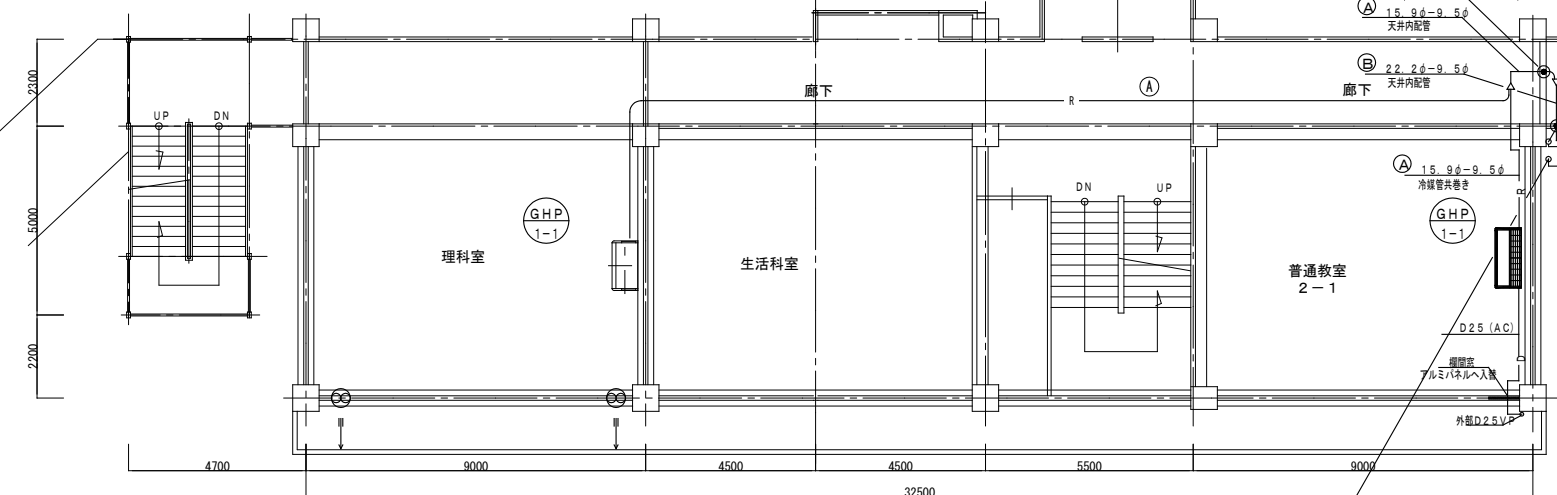 Ⓐ 15.9φ-9.5φ
天井内配管
Ⓑ 22.2φ-9.5φ
天井内配管
廊下
R
Ⓐ
廊下
2300
UP
DN
Ⓐ 15.9φ-9.5φ
冷媒管共巻き
R
DN
UP
GHP
1-1
GHP
1-1
5000
理科室
生活科室
普通教室
2-1
D25(AC)
2200
欄間窓
アルミパネルへ入替
D
外部D25VP
4700
9000
4500
4500
5500
9000
32500